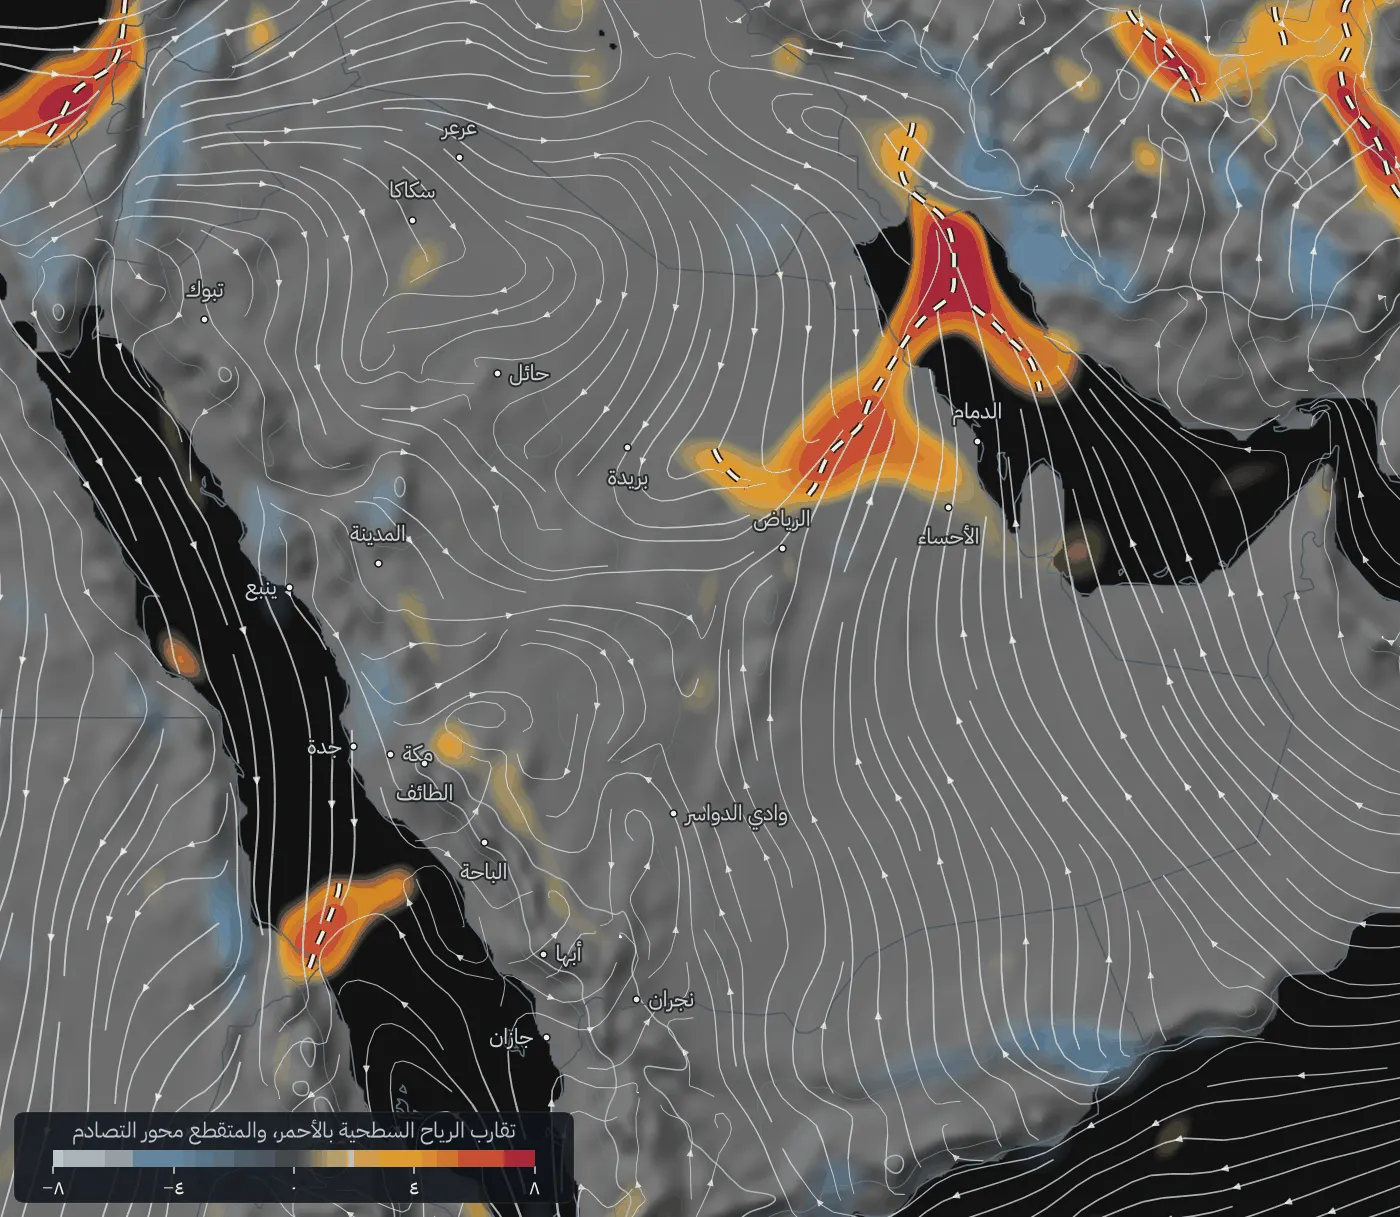 عرعر
سكاكا
تبوك
حائل
الدمام
بريدة
الرياض
المدينة
الأحساء
ينبع
جدة
مكة
الطائف
وادي الدواسر
الباحة
أبها
نجران
جازان
تقارب الرياح السطحية بالأحمر، والمتقطع محور التصادم
−٨ −٤ ٠ ٤ ٨